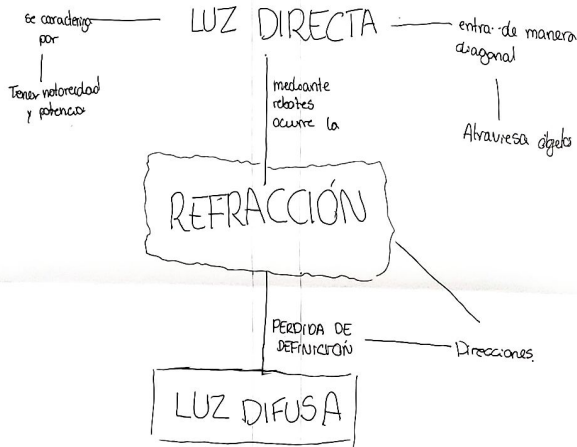 se caracteriza
por
Tener notoreidad
y potencia
LUZ DIRECTA
entra de manera
diagonal
Atraviesa objetos
mediante
rebotes
ocurre la
REFRACCIÓN
PERDIDA DE
DEFINICIÓN
Direcciones.
LUZ DIFUSA